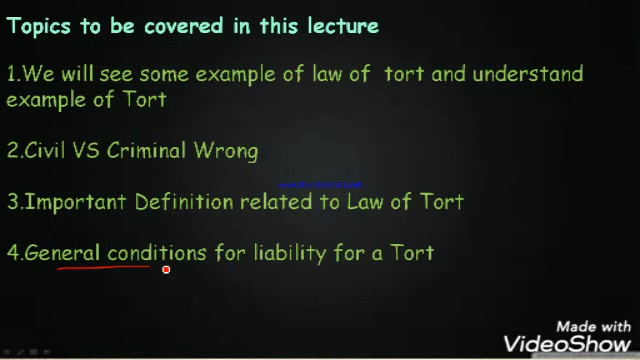 Topics to be covered in this lecture
1.We will see some example of law of tort and understand
example of Tort
2.Civil VS Criminal Wrong
3.Important Definition related to Law of Tort
4.General conditions for liability for a Tort
Made with
VideoShow